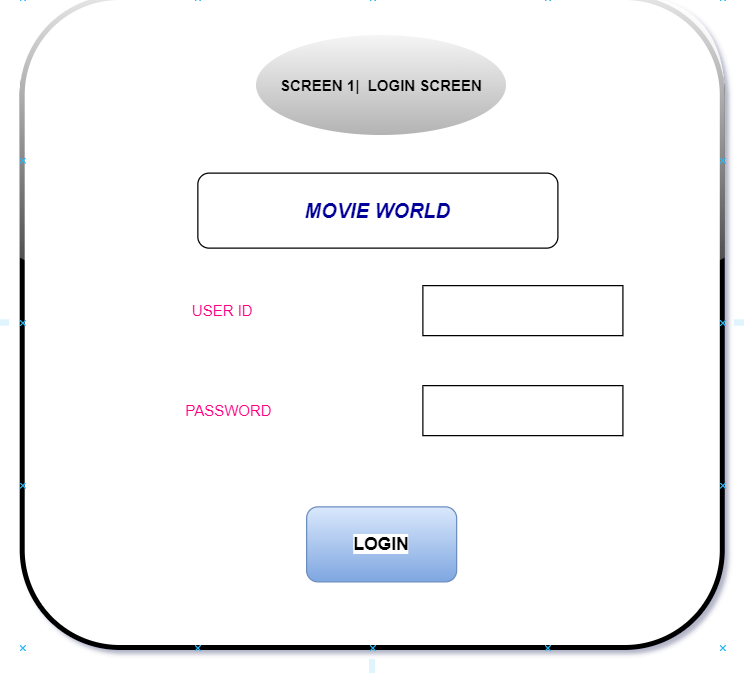 SCREEN 1| LOGIN SCREEN
MOVIE WORLD
USER ID
PASSWORD
LOGIN